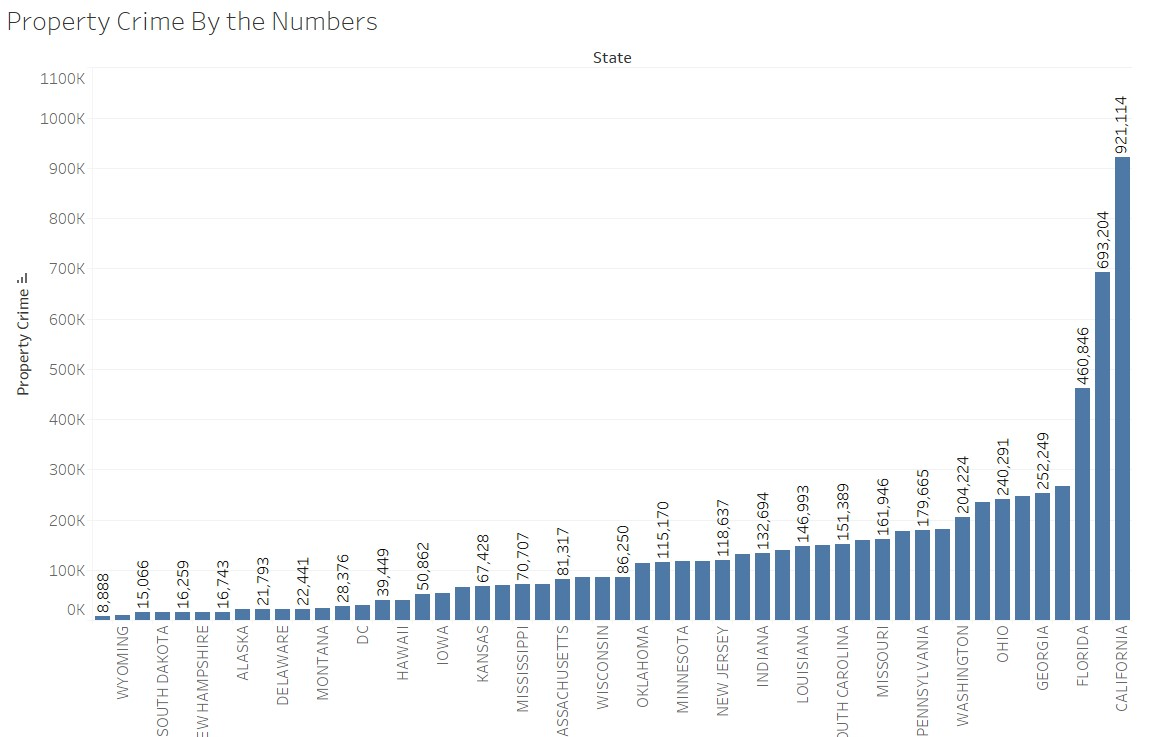 Property Crime By the Numbers
State
1100K
1000K
900K
800K
700K
600K
500K
400K
300K
200K
100K
0K
Property Crime
8,888
15,066
16,259
16,743
21,793
22,441
28,376
39,449
50,862
67,428
70,707
81,317
86,250
115,170
118,637
132,694
146,993
151,389
161,946
179,665
204,224
240,291
252,249
460,846
693,204
921,114
WYOMING
SOUTH DAKOTA
EW HAMPSHIRE
ALASKA
DELAWARE
MONTANA
DC
HAWAII
IOWA
KANSAS
MISSISSIPPI
ASSACHUSETTS
WISCONSIN
OKLAHOMA
MINNESOTA
NEW JERSEY
INDIANA
LOUISIANA
OUTH CAROLINA
MISSOURI
PENNSYLVANIA
WASHINGTON
OHIO
GEORGIA
FLORIDA
CALIFORNIA